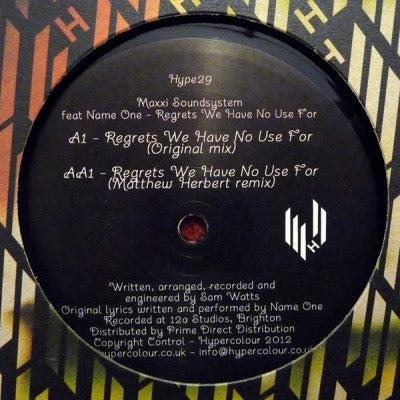 Hype29
Maxxi Soundsystem
feat Name One - Regrets We Have No Use For
A1 - Regrets We Have No Use For
(Original mix)
AA1 - Regrets We Have No Use For
(Matthew Herbert remix)
H
Written, arranged, recorded and
engineered by Sam Watts
Original lyrics written and performed by Name One
Recorded at 12a Studios, Brighton
Distributed by Prime Direct Distribution
Copyright Control - Hypercolour 2012
hypercolour.co.uk - info@hypercolour.co.uk